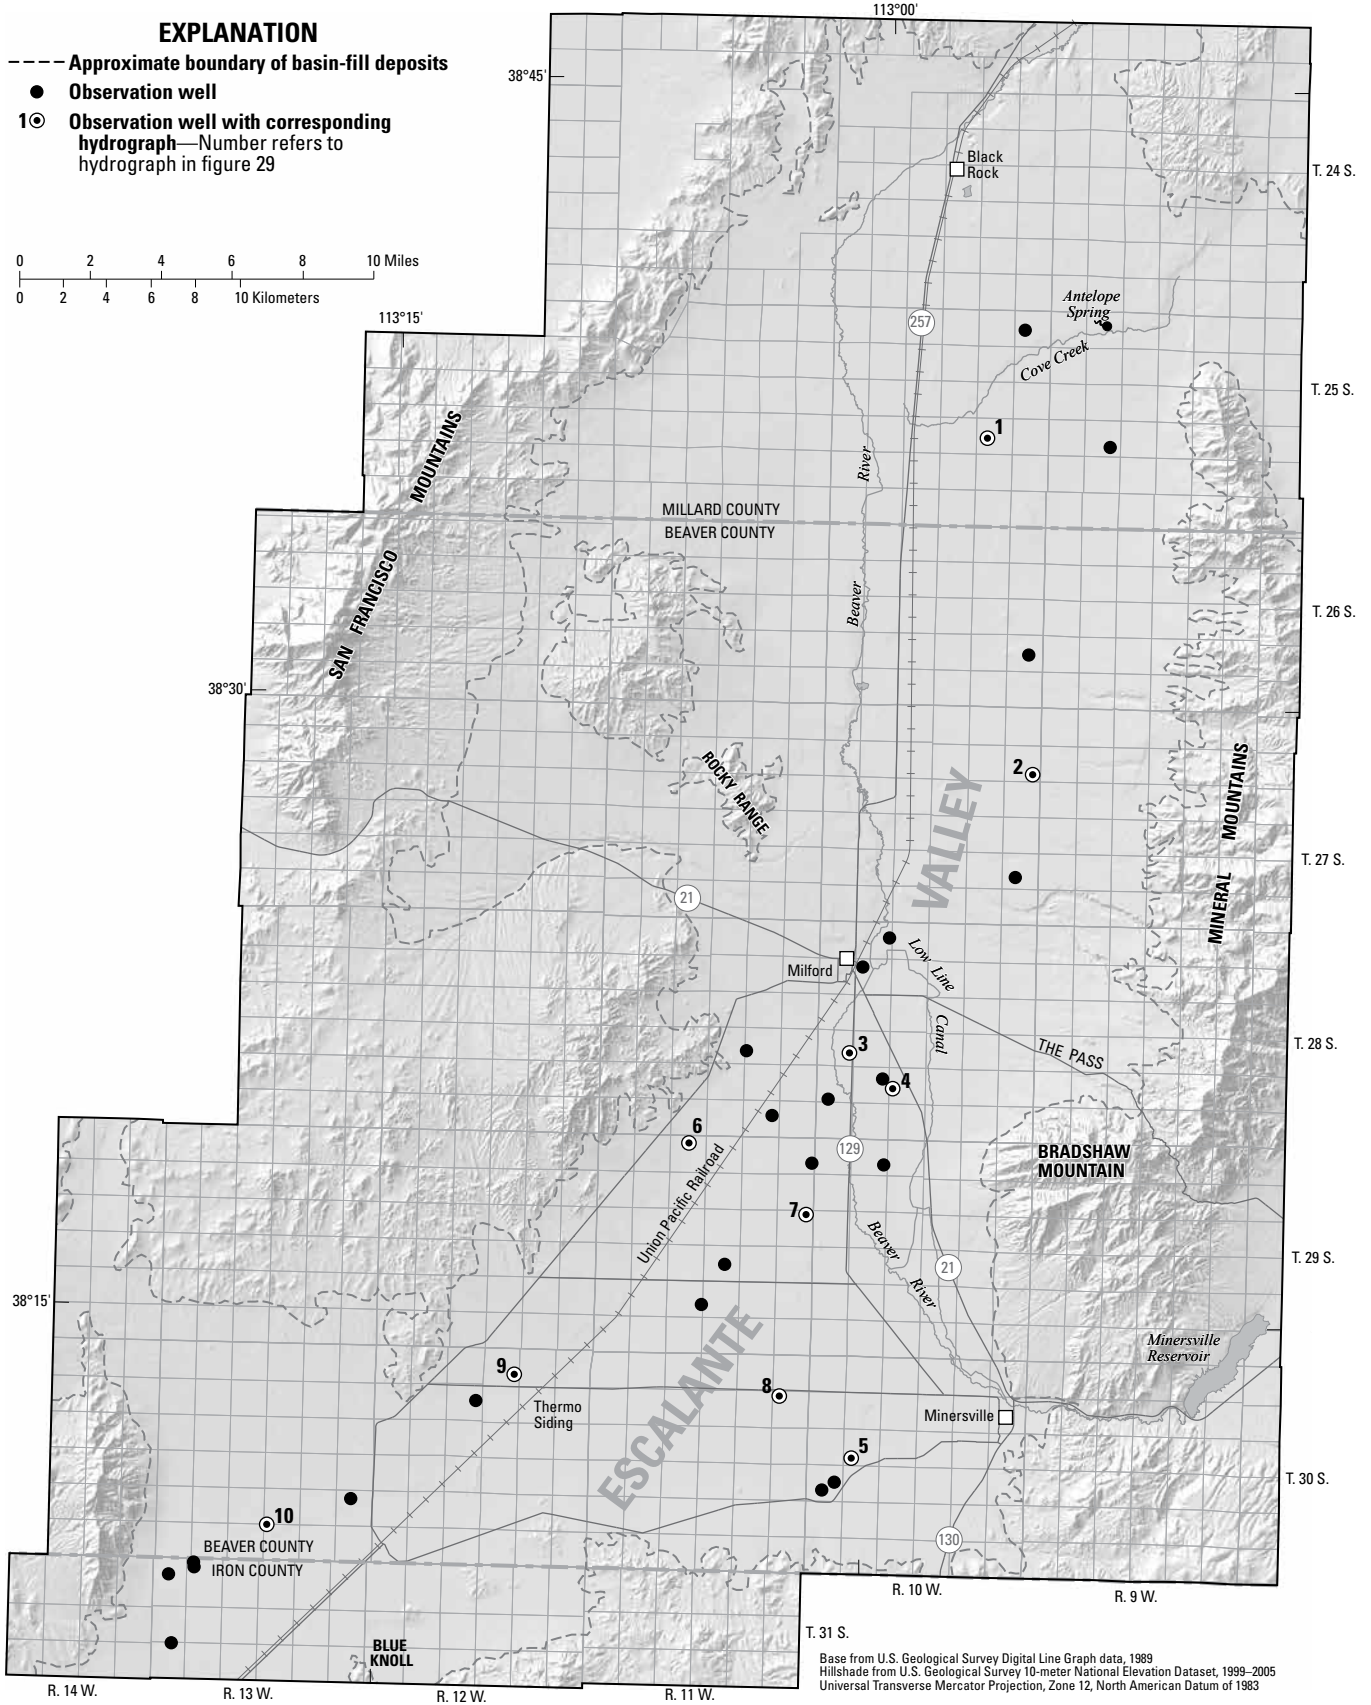 113°00'
EXPLANATION
Approximate boundary of basin-fill deposits
Observation well
1 Observation well with corresponding
hydrograph—Number refers to
hydrograph in figure 29
0 2 4 6 8 10 Miles
0 2 4 6 8 10 Kilometers
38°45'
113°15'
Black
Rock
T. 24 S.
Antelope
Spring
257
Cove Creek
T. 25 S.
1
MOUNTAINS
River
MILLARD COUNTY
BEAVER COUNTY
SAN FRANCISCO
Beaver
T. 26 S.
38°30'
ROCKY RANGE
2
VALLEY
MINERAL MOUNTAINS
T. 27 S.
21
Low Line
Milford
Canal
3
THE PASS
T. 28 S.
4
6
129
BRADSHAW
MOUNTAIN
Union Pacific Railroad
7
Beaver
River
21
T. 29 S.
38°15'
ESCALANTE
Minersville
Reservoir
9
8
Thermo
Siding
Minersville
5
T. 30 S.
10
BEAVER COUNTY
IRON COUNTY
130
R. 10 W.
R. 9 W.
T. 31 S.
BLUE
KNOLL
R. 14 W.
R. 13 W.
R. 12 W.
R. 11 W.
Base from U.S. Geological Survey Digital Line Graph data, 1989
Hillshade from U.S. Geological Survey 10-meter National Elevation Dataset, 1999–2005
Universal Transverse Mercator Projection, Zone 12, North American Datum of 1983